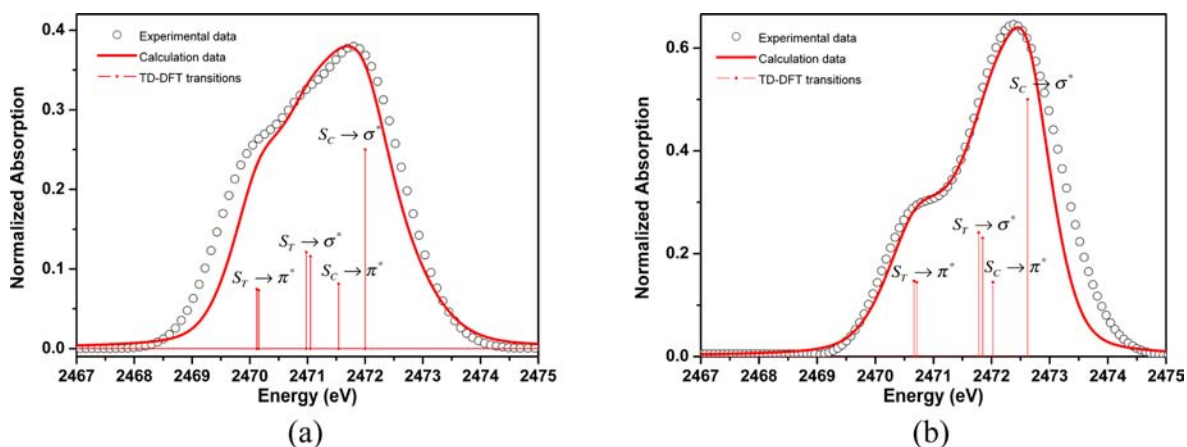 Experimental data
Calculation data
TD-DFT transitions
0.4
0.3
0.2
0.1
0.0
Normalized Absorption
S_C → σ*
S_T → σ*
S_T → π*
S_C → π*
2467 2468 2469 2470 2471 2472 2473 2474 2475
Energy (eV)
(a)
Experimental data
Calculation data
TD-DFT transitions
0.6
0.4
0.2
0.0
Normalized Absorption
S_C → σ*
S_T → σ*
S_T → π*
S_C → π*
2467 2468 2469 2470 2471 2472 2473 2474 2475
Energy (eV)
(b)